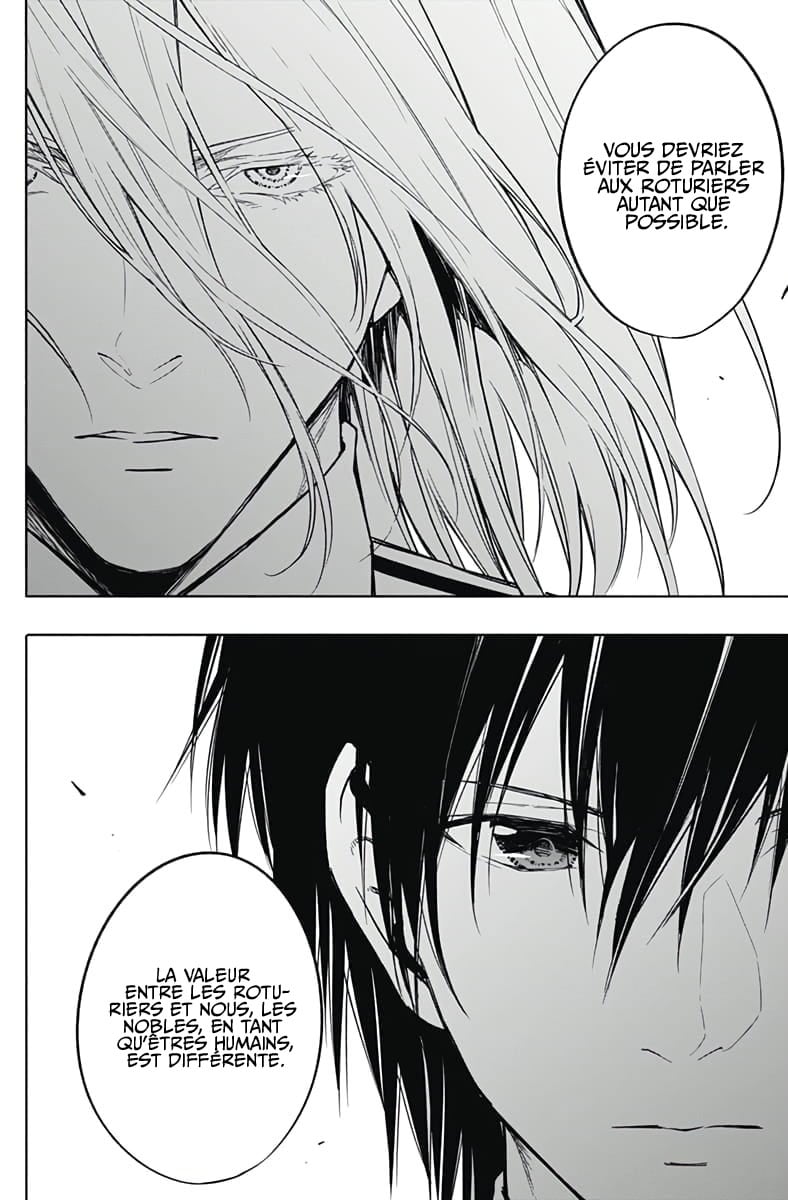 VOUS DEVRIEZ
ÉVITER DE PARLER
AUX ROTURIERS
AUTANT QUE
POSSIBLE.
LA VALEUR
ENTRE LES ROTU-
RIERS ET NOUS, LES
NOBLES, EN TANT
QU'ÊTRES HUMAINS,
EST DIFFÉRENTE.